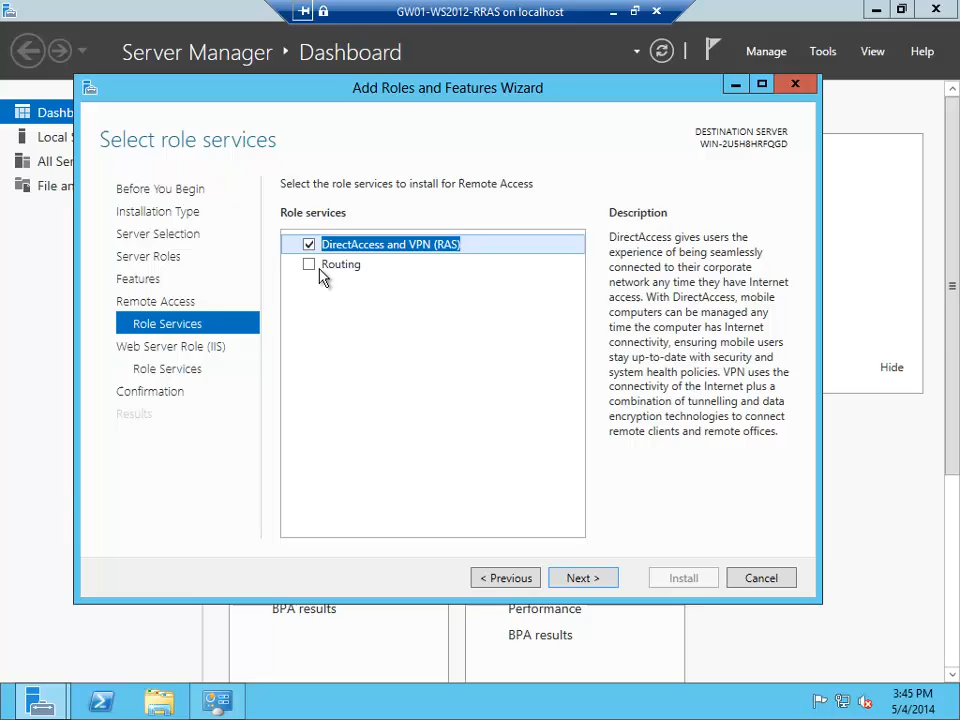 GW01-WS2012-RRAS on localhost
Server Manager ‣ Dashboard
Manage
Tools
View
Help
Dashb
Local S
All Ser
File an
Add Roles and Features Wizard
Select role services
DESTINATION SERVER
WIN-2U5H8HRFQGD
Before You Begin
Installation Type
Server Selection
Server Roles
Features
Remote Access
Role Services
Web Server Role (IIS)
Role Services
Confirmation
Results
Select the role services to install for Remote Access
Role services
DirectAccess and VPN (RAS)
Routing
Description
DirectAccess gives users the
experience of being seamlessly
connected to their corporate
network any time they have Internet
access. With DirectAccess, mobile
computers can be managed any
time the computer has Internet
connectivity, ensuring mobile users
stay up-to-date with security and
system health policies. VPN uses the
connectivity of the Internet plus a
combination of tunnelling and data
encryption technologies to connect
remote clients and remote offices.
Hide
< Previous
Next >
Install
Cancel
BPA results
Performance
BPA results
3:45 PM
5/4/2014